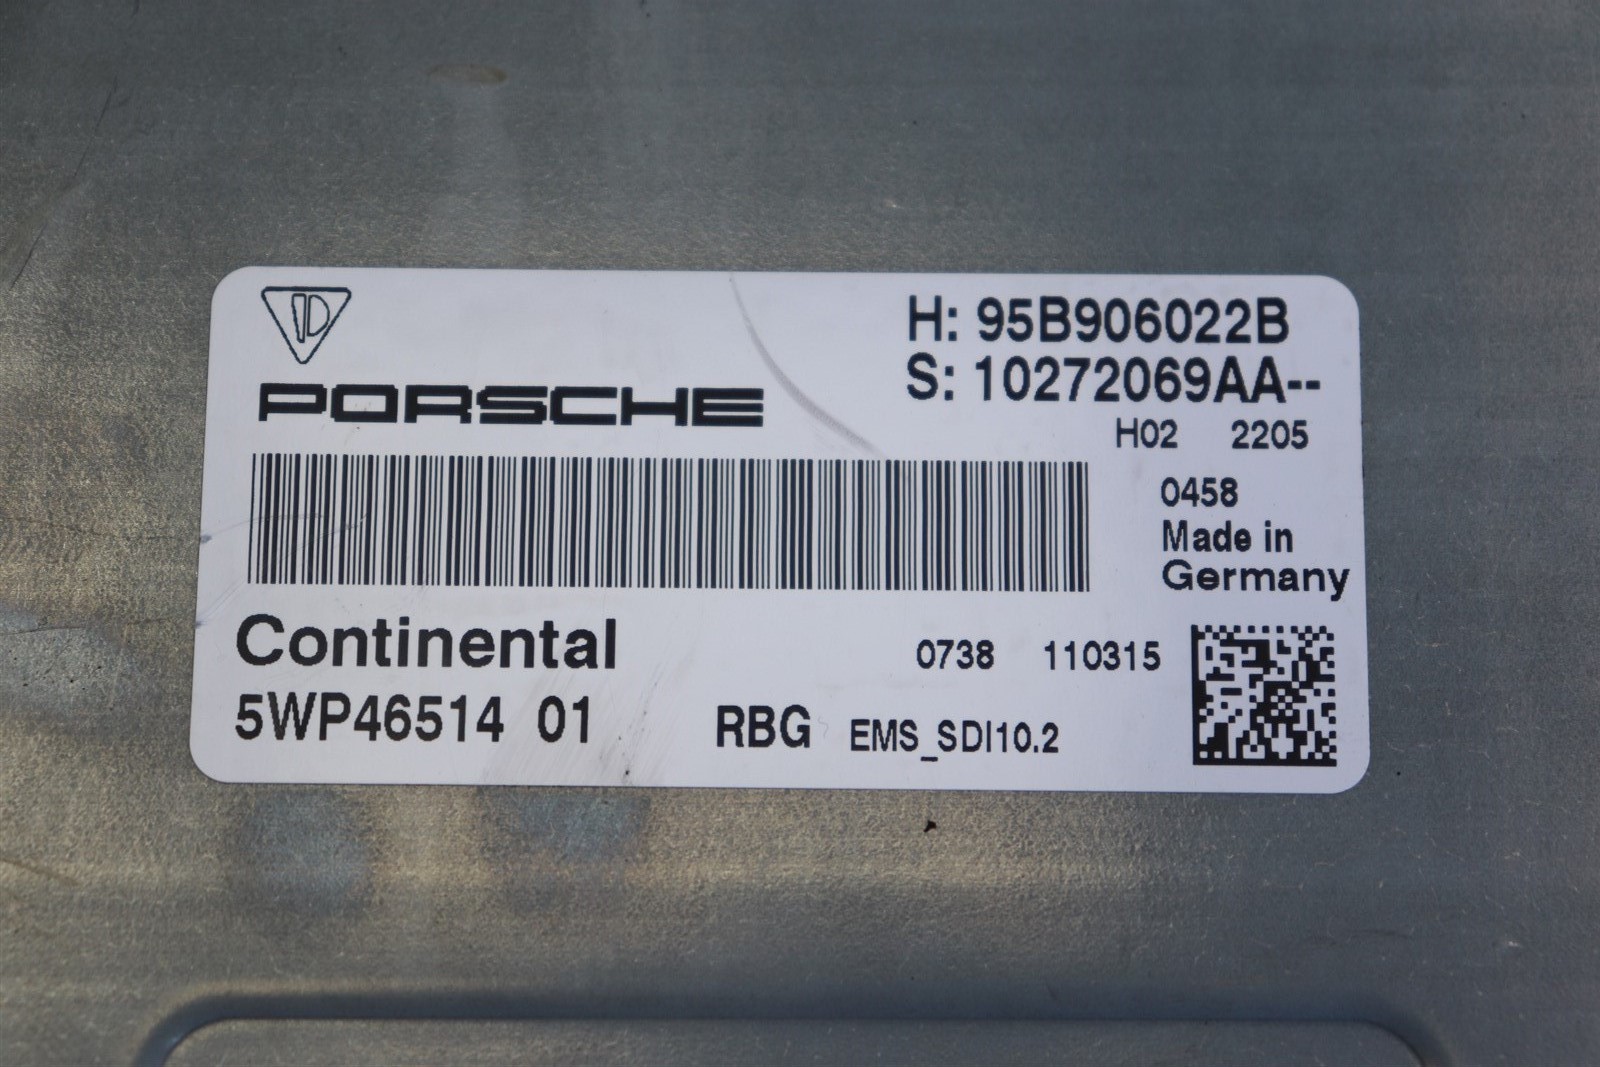 PORSCHE
H: 95B906022B
S: 10272069AA--
H02 2205
0458
Made in
Germany
Continental
0738 110315
5WP46514 01 RBG EMS_SDI10.2